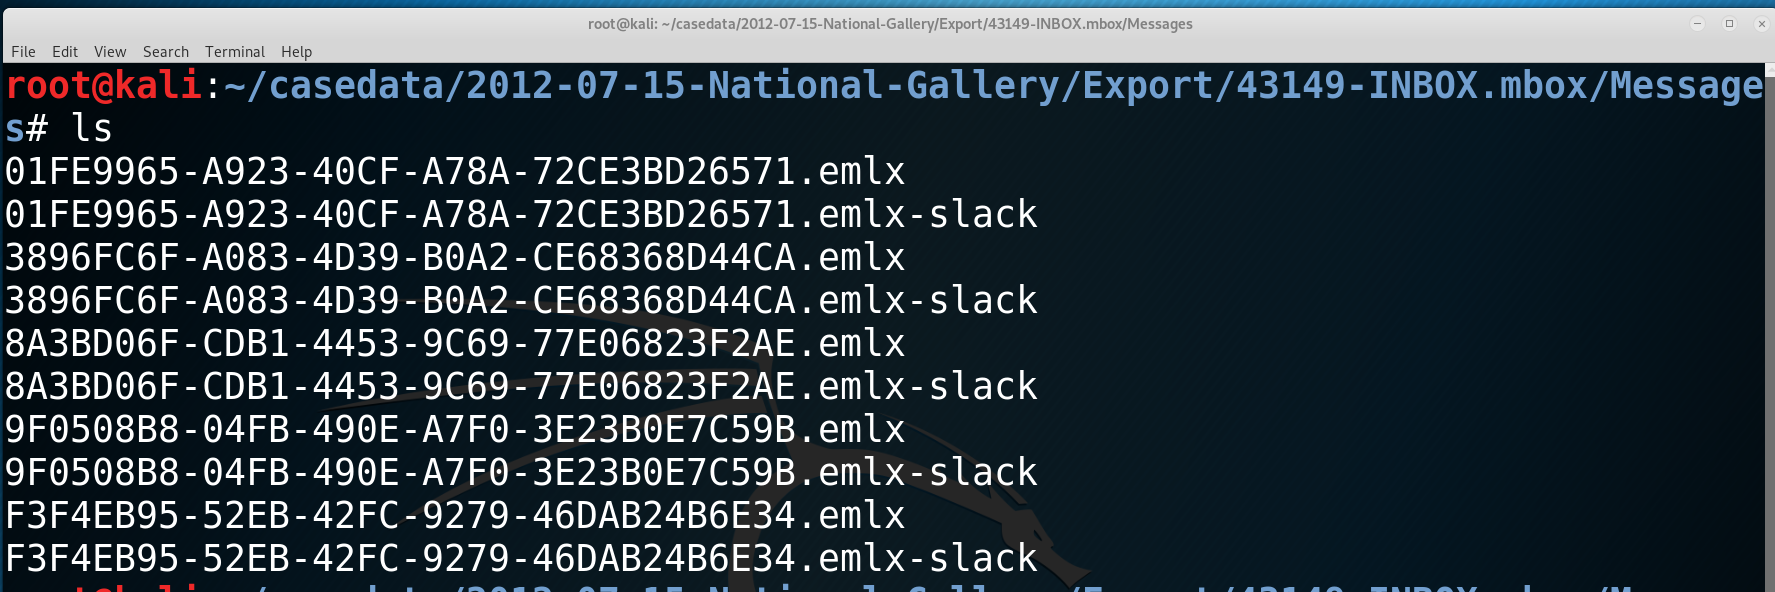 root@kali: ~/casedata/2012-07-15-National-Gallery/Export/43149-INBOX.mbox/Messages
File Edit View Search Terminal Help
root@kali:~/casedata/2012-07-15-National-Gallery/Export/43149-INBOX.mbox/Message
s# ls
01FE9965-A923-40CF-A78A-72CE3BD26571.emlx
01FE9965-A923-40CF-A78A-72CE3BD26571.emlx-slack
3896FC6F-A083-4D39-B0A2-CE68368D44CA.emlx
3896FC6F-A083-4D39-B0A2-CE68368D44CA.emlx-slack
8A3BD06F-CDB1-4453-9C69-77E06823F2AE.emlx
8A3BD06F-CDB1-4453-9C69-77E06823F2AE.emlx-slack
9F0508B8-04FB-490E-A7F0-3E23B0E7C59B.emlx
9F0508B8-04FB-490E-A7F0-3E23B0E7C59B.emlx-slack
F3F4EB95-52EB-42FC-9279-46DAB24B6E34.emlx
F3F4EB95-52EB-42FC-9279-46DAB24B6E34.emlx-slack